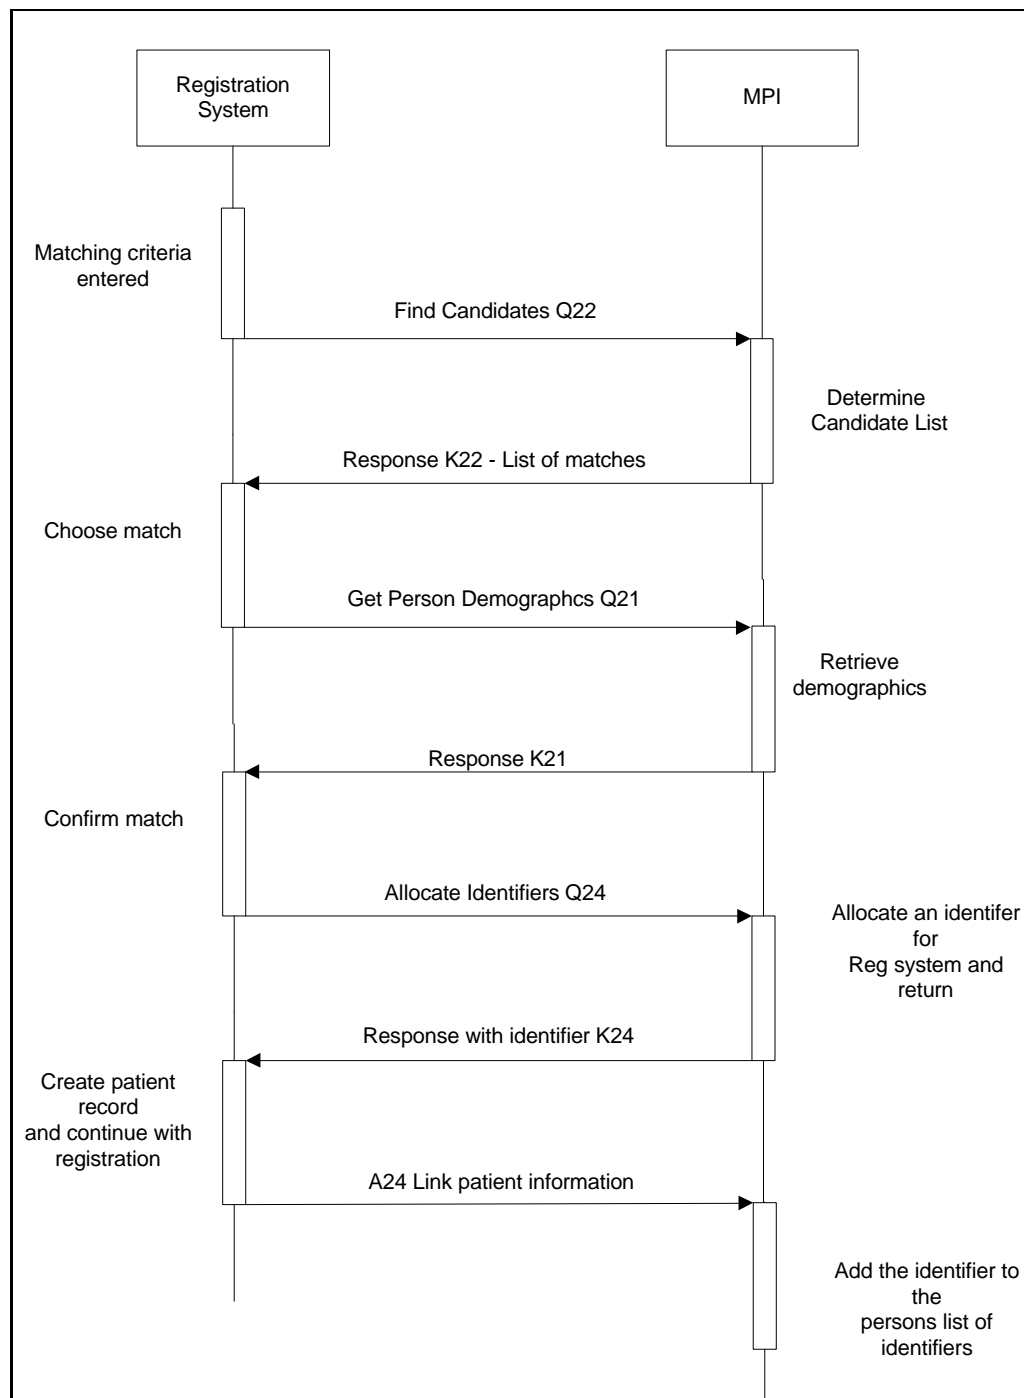 Registration
System
MPI
Matching criteria
entered
Find Candidates Q22
Determine
Candidate List
Response K22 - List of matches
Choose match
Get Person Demographcs Q21
Retrieve
demographics
Response K21
Confirm match
Allocate Identifiers Q24
Allocate an identifer
for
Reg system and
return
Response with identifier K24
Create patient
record
and continue with
registration
A24 Link patient information
Add the identifier to
the
persons list of
identifiers